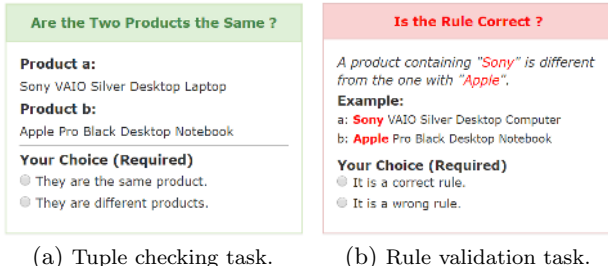 Are the Two Products the Same ?
Product a:
Sony VAIO Silver Desktop Laptop
Product b:
Apple Pro Black Desktop Notebook
Your Choice (Required)
They are the same product.
They are different products.
(a) Tuple checking task.
Is the Rule Correct ?
A product containing "Sony" is different
from the one with "Apple".
Example:
a: Sony VAIO Silver Desktop Computer
b: Apple Pro Black Desktop Notebook
Your Choice (Required)
It is a correct rule.
It is a wrong rule.
(b) Rule validation task.